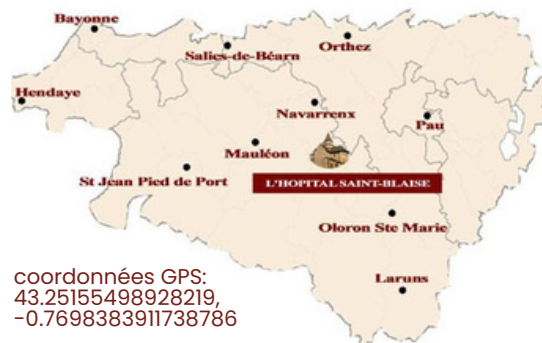 Bayonne
Orthez
Salies-de-Béarn
Hendaye
Navarrenx
Pau
Mauléon
St Jean Pied de Port
L'HOPITAL SAINT-BLAISE
Oloron Ste Marie
Laruns
coordonnées GPS:
43.25155498928219,
-0.7698383911738786